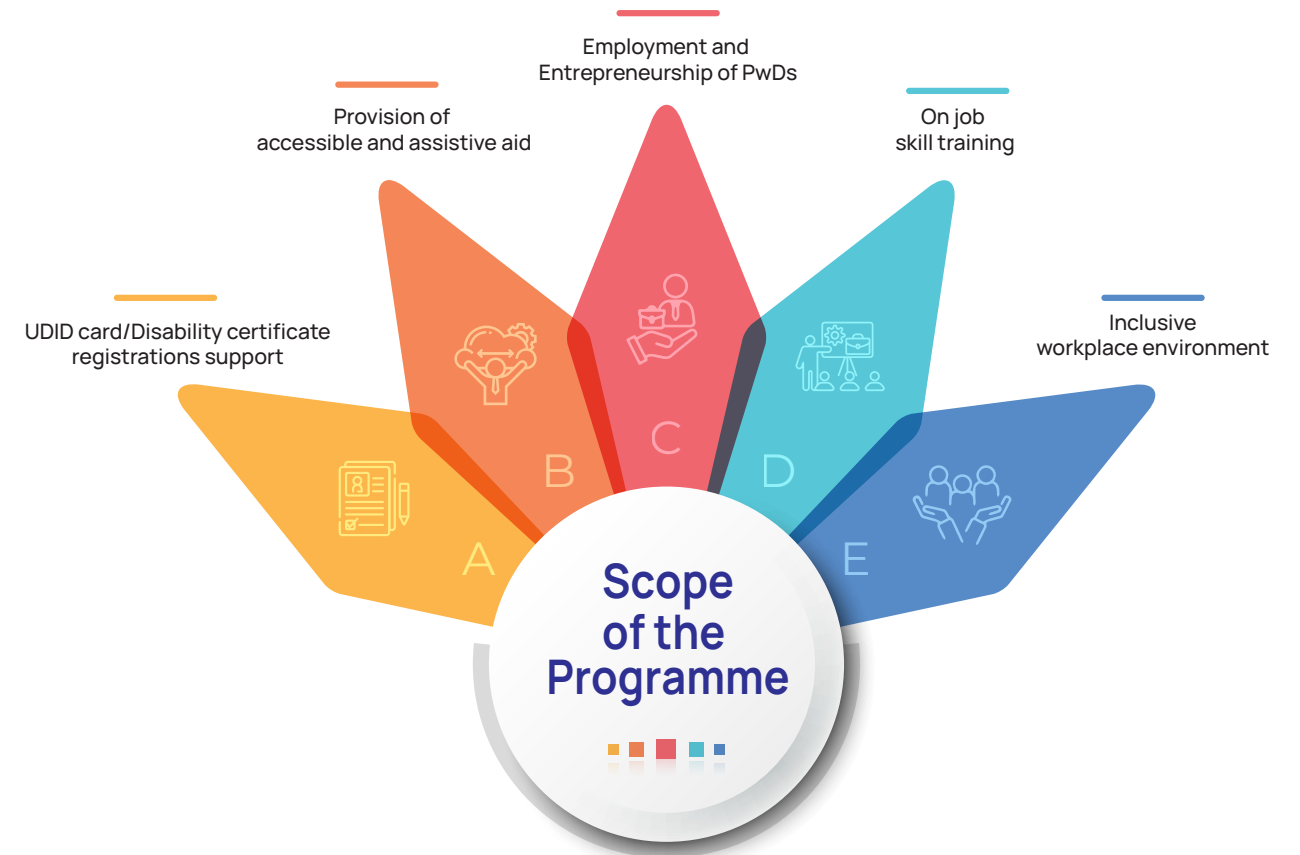 Employment and
Entrepreneurship of PwDs
Provision of
accessible and assistive aid
On job
skill training
UDID card/Disability certificate
registrations support
Inclusive
workplace environment
A
B
C
D
E
Scope
of the
Programme